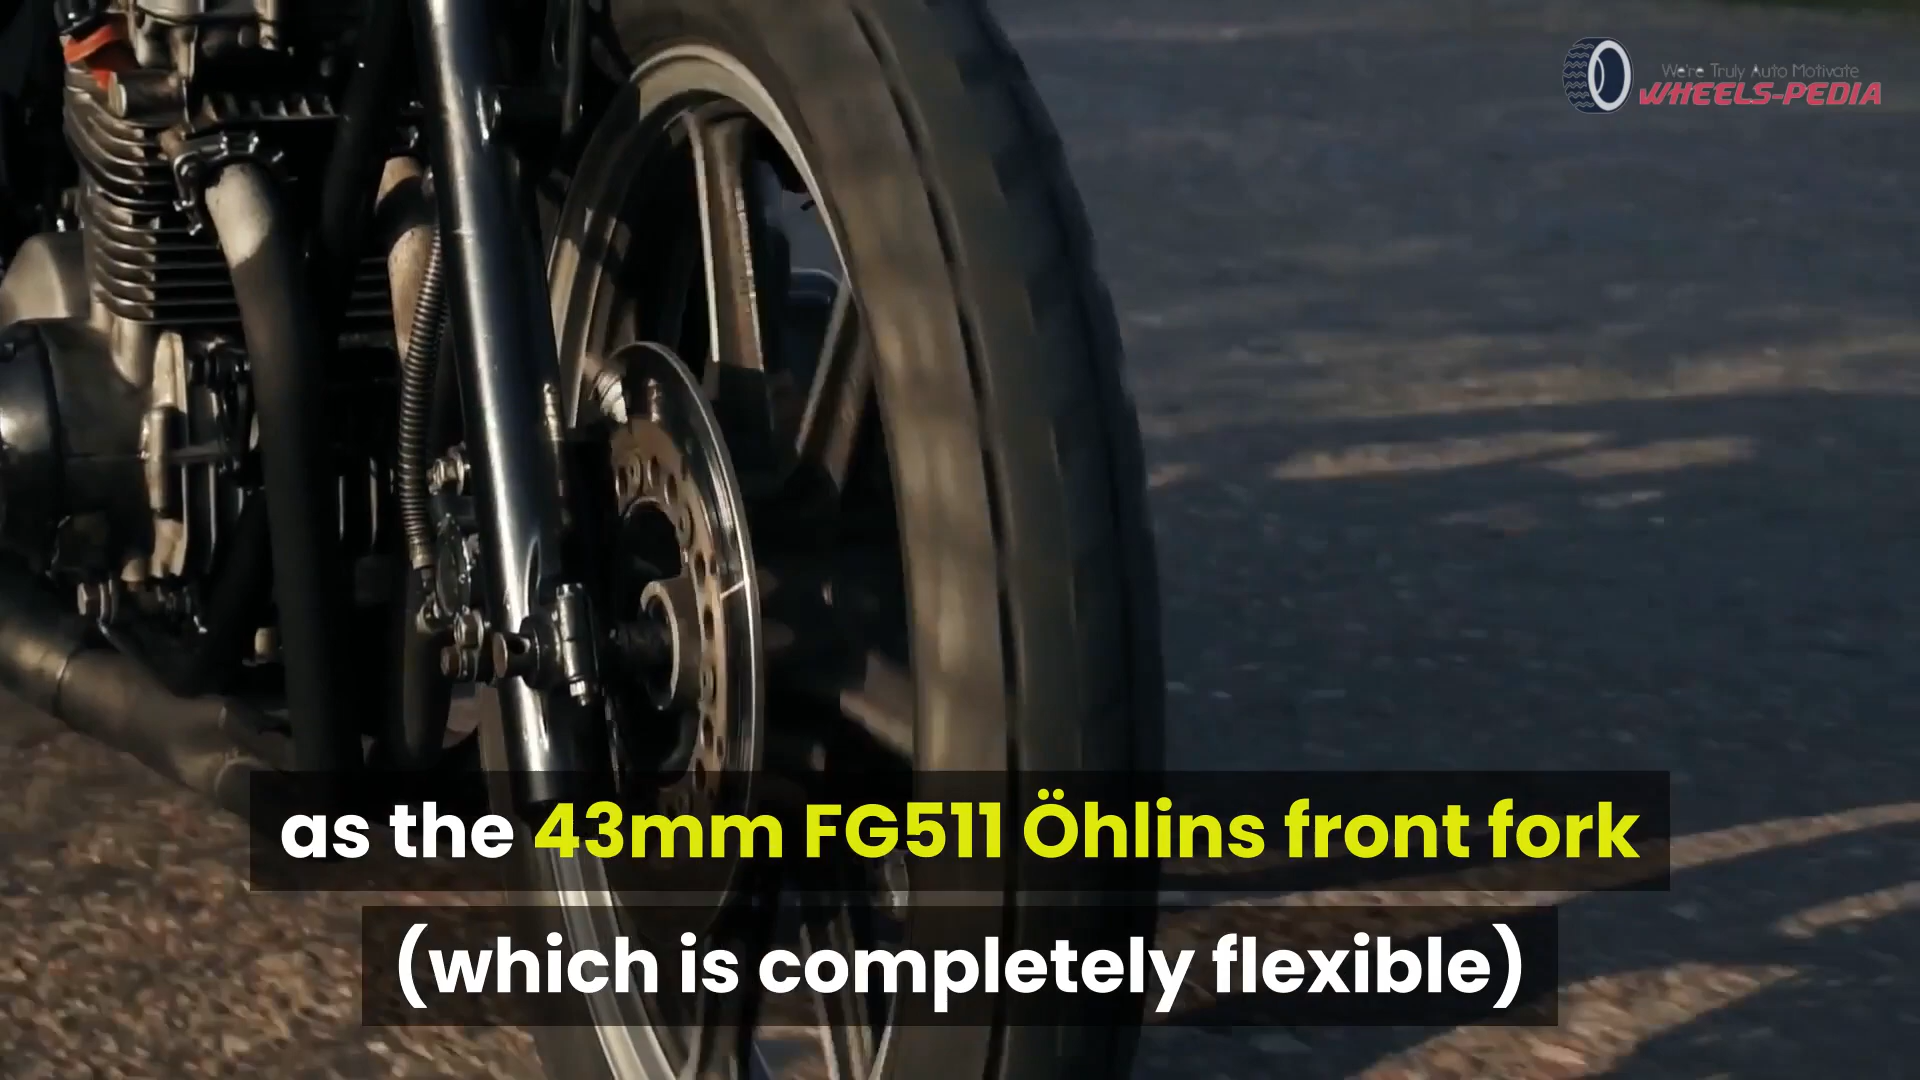 We're Truly Auto Motivate
WHEELS-PEDIA
as the 43mm FG511 Öhlins front fork
(which is completely flexible)